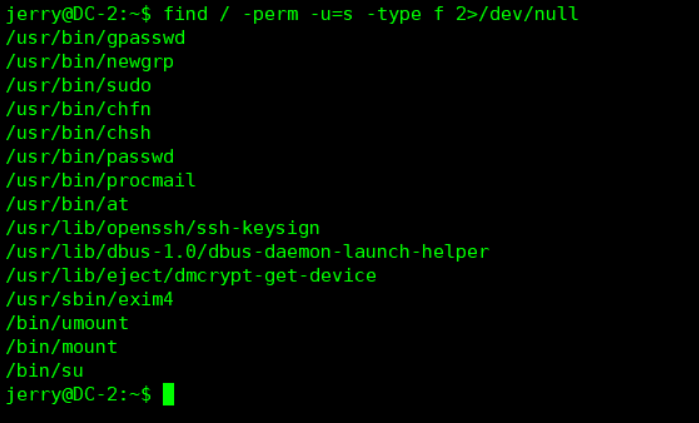 jerry@DC-2:~$ find / -perm -u=s -type f 2>/dev/null
/usr/bin/gpasswd
/usr/bin/newgrp
/usr/bin/sudo
/usr/bin/chfn
/usr/bin/chsh
/usr/bin/passwd
/usr/bin/procmail
/usr/bin/at
/usr/lib/openssh/ssh-keysign
/usr/lib/dbus-1.0/dbus-daemon-launch-helper
/usr/lib/eject/dmcrypt-get-device
/usr/sbin/exim4
/bin/umount
/bin/mount
/bin/su
jerry@DC-2:~$